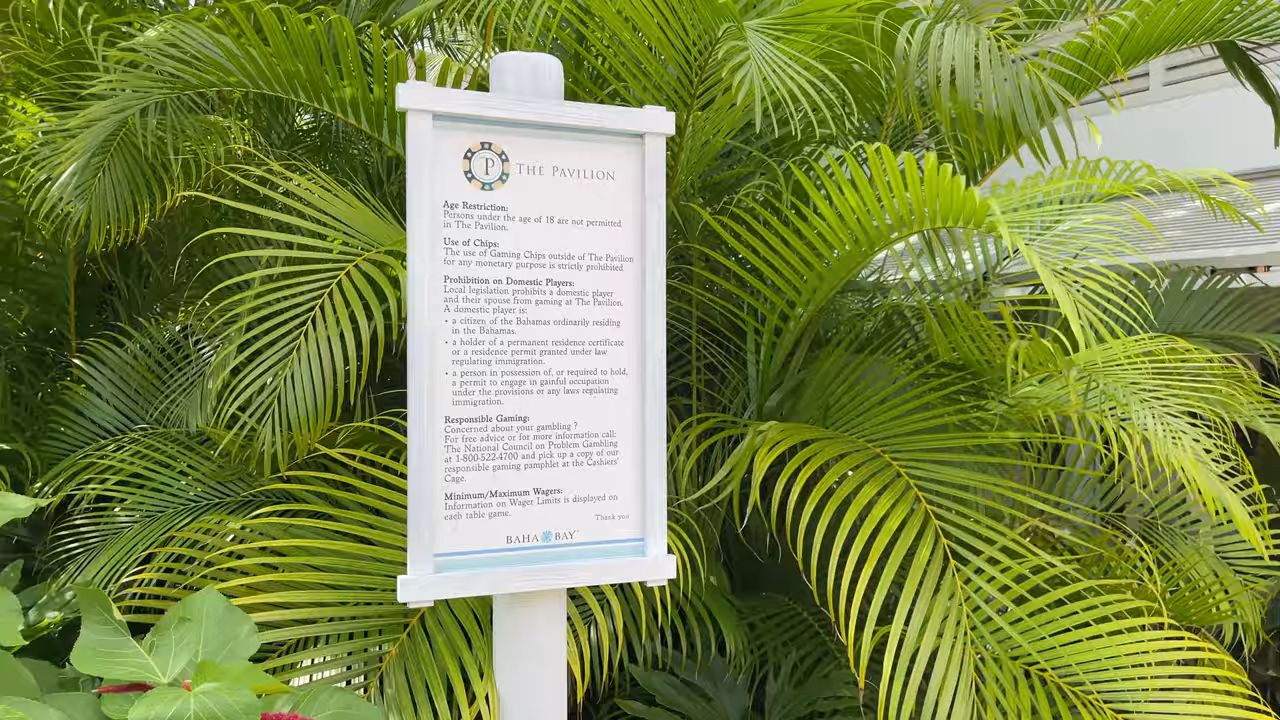 P THE PAVILION
Age Restriction:
Persons under the age of 18 are not permitted
in The Pavilion.
Use of Chips:
The use of Gaming Chips outside of The Pavilion
for any monetary purpose is strictly prohibited.
Prohibition on Domestic Players:
Local legislation prohibits a domestic player
and their spouse from gaming at The Pavilion.
A domestic player is:
• a citizen of the Bahamas ordinarily residing
in the Bahamas.
• a holder of a permanent residence certificate
or a residence permit granted under law
regulating immigration.
• a person in possession of, or required to hold,
a permit to engage in gainful occupation
under the provisions or any laws regulating
immigration.
Responsible Gaming:
Concerned about your gambling ?
For free advice or for more information call:
The National Council on Problem Gambling
at 1-800-522-4700 and pick up a copy of our
responsible gaming pamphlet at the Cashiers'
Cage.
Minimum/Maximum Wagers:
Information on Wager Limits is displayed on
each table game.
Thank you
BAHA BAY